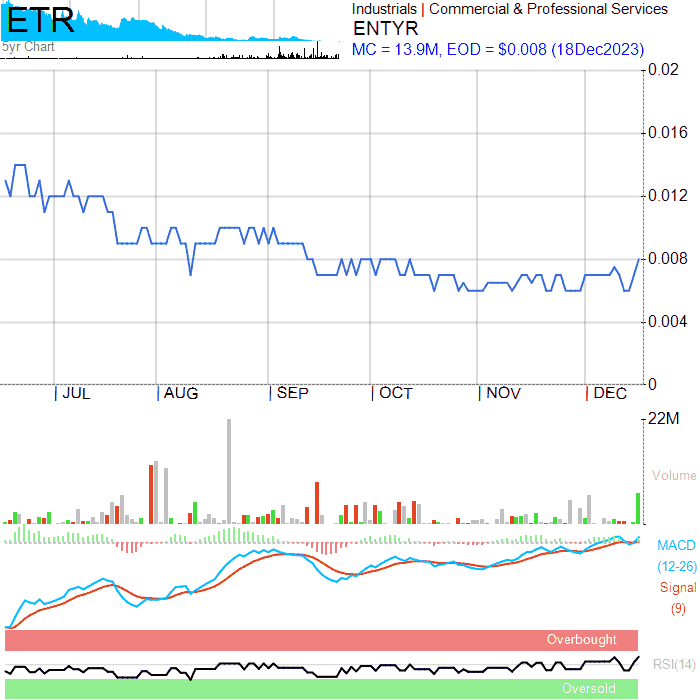 ETR
5yr Chart
Industrials | Commercial & Professional Services
ENTYR
MC = 13.9M, EOD = $0.008 (18Dec2023)
0.02
0.016
0.012
0.008
0.004
0
JUL AUG SEP OCT NOV DEC
22M
Volume
MACD
(12-26)
Signal
(9)
Overbought
RSI(14)
Oversold